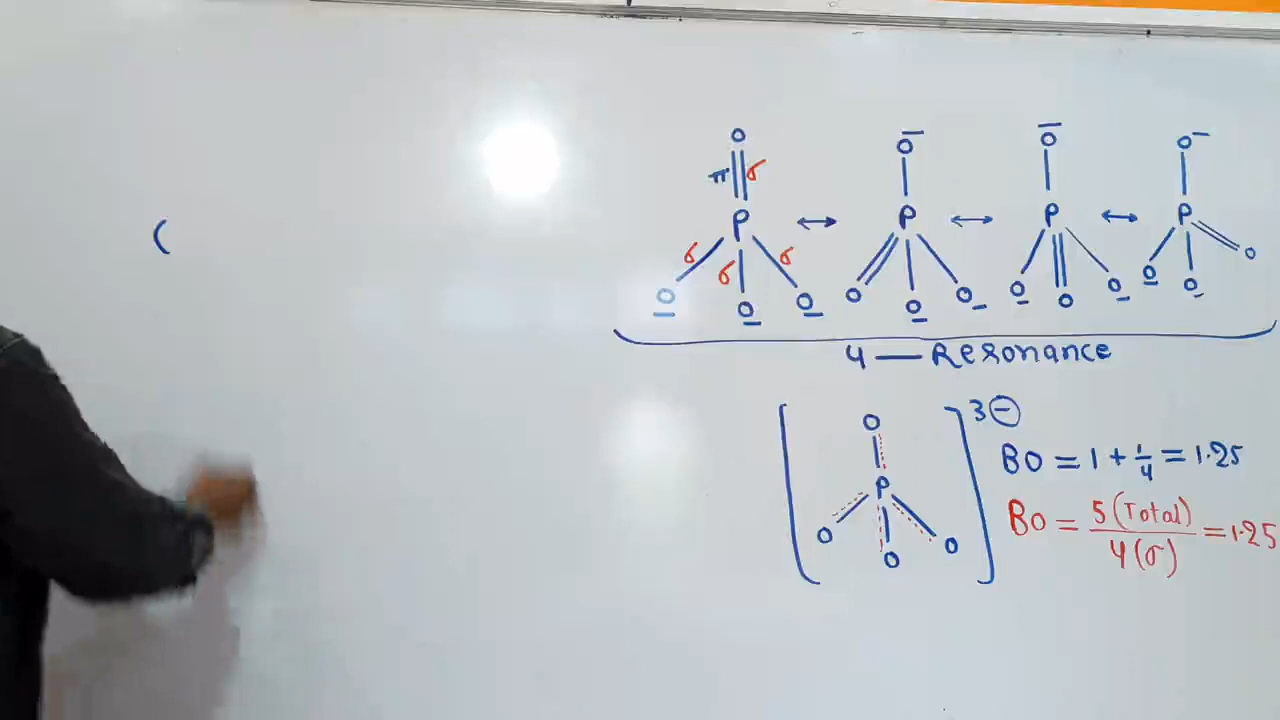 (
O O⁻ O⁻ O⁻
π σ
P ↔ P ↔ P ↔ P
σ σ σ
O⁻ O⁻ O⁻ O O⁻ O⁻ O⁻ O O⁻ O⁻ O⁻ O
4 — Resonance
[ O ] 3⊖
BO = 1 + 1/4 = 1.25
P
BO = 5 (Total) / 4 (σ) = 1.25
O O O